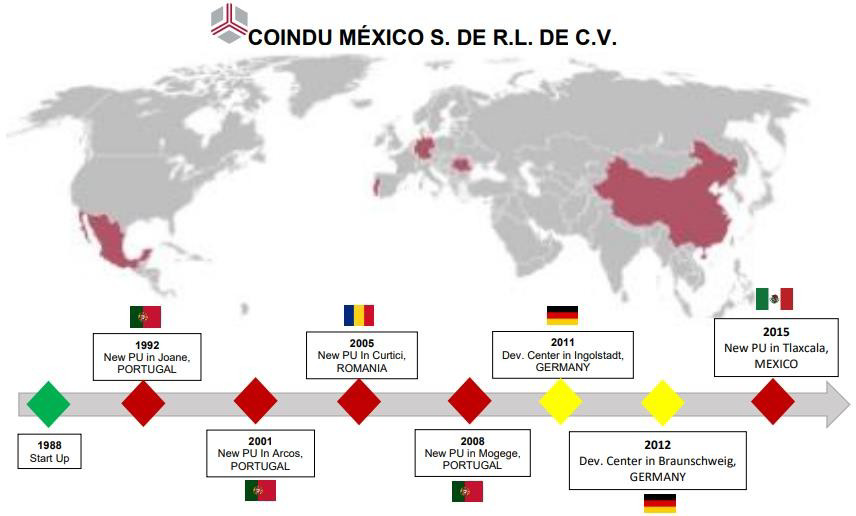 COINDU MÉXICO S. DE R.L. DE C.V.
1992
New PU in Joane,
PORTUGAL
2005
New PU In Curtici,
ROMANIA
2011
Dev. Center in Ingolstadt,
GERMANY
2015
New PU in Tlaxcala,
MEXICO
1988
Start Up
2001
New PU In Arcos,
PORTUGAL
2008
New PU in Mogege,
PORTUGAL
2012
Dev. Center in Braunschweig,
GERMANY